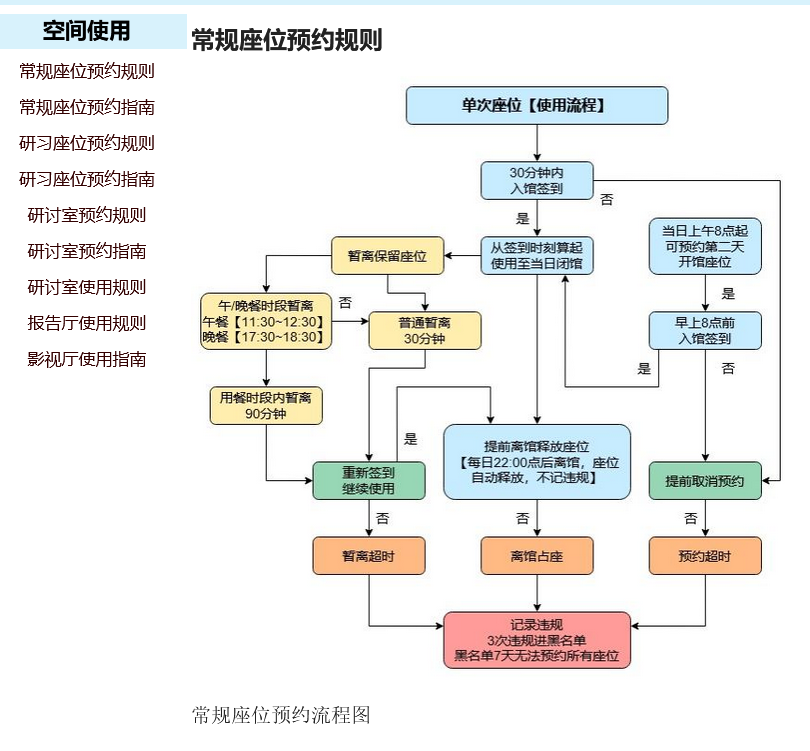 空间使用
常规座位预约规则
常规座位预约指南
研习座位预约规则
研习座位预约指南
研讨室预约规则
研讨室预约指南
研讨室使用规则
报告厅使用规则
影视厅使用指南
常规座位预约规则
单次座位【使用流程】
30分钟内
入馆签到
否
是
当日上午8点起
可预约第二天
开馆座位
从签到时刻算起
使用至当日闭馆
暂离保留座位
是
午/晚餐时段暂离
午餐【11:30~12:30】
晚餐【17:30~18:30】
否
普通暂离
30分钟
早上8点前
入馆签到
是
否
用餐时段内暂离
90分钟
是
提前离馆释放座位
【每日22:00点后离馆，座位
自动释放，不记违规】
重新签到
继续使用
提前取消预约
否
否
否
暂离超时
离馆占座
预约超时
记录违规
3次违规进黑名单
黑名单7天无法预约所有座位
常规座位预约流程图